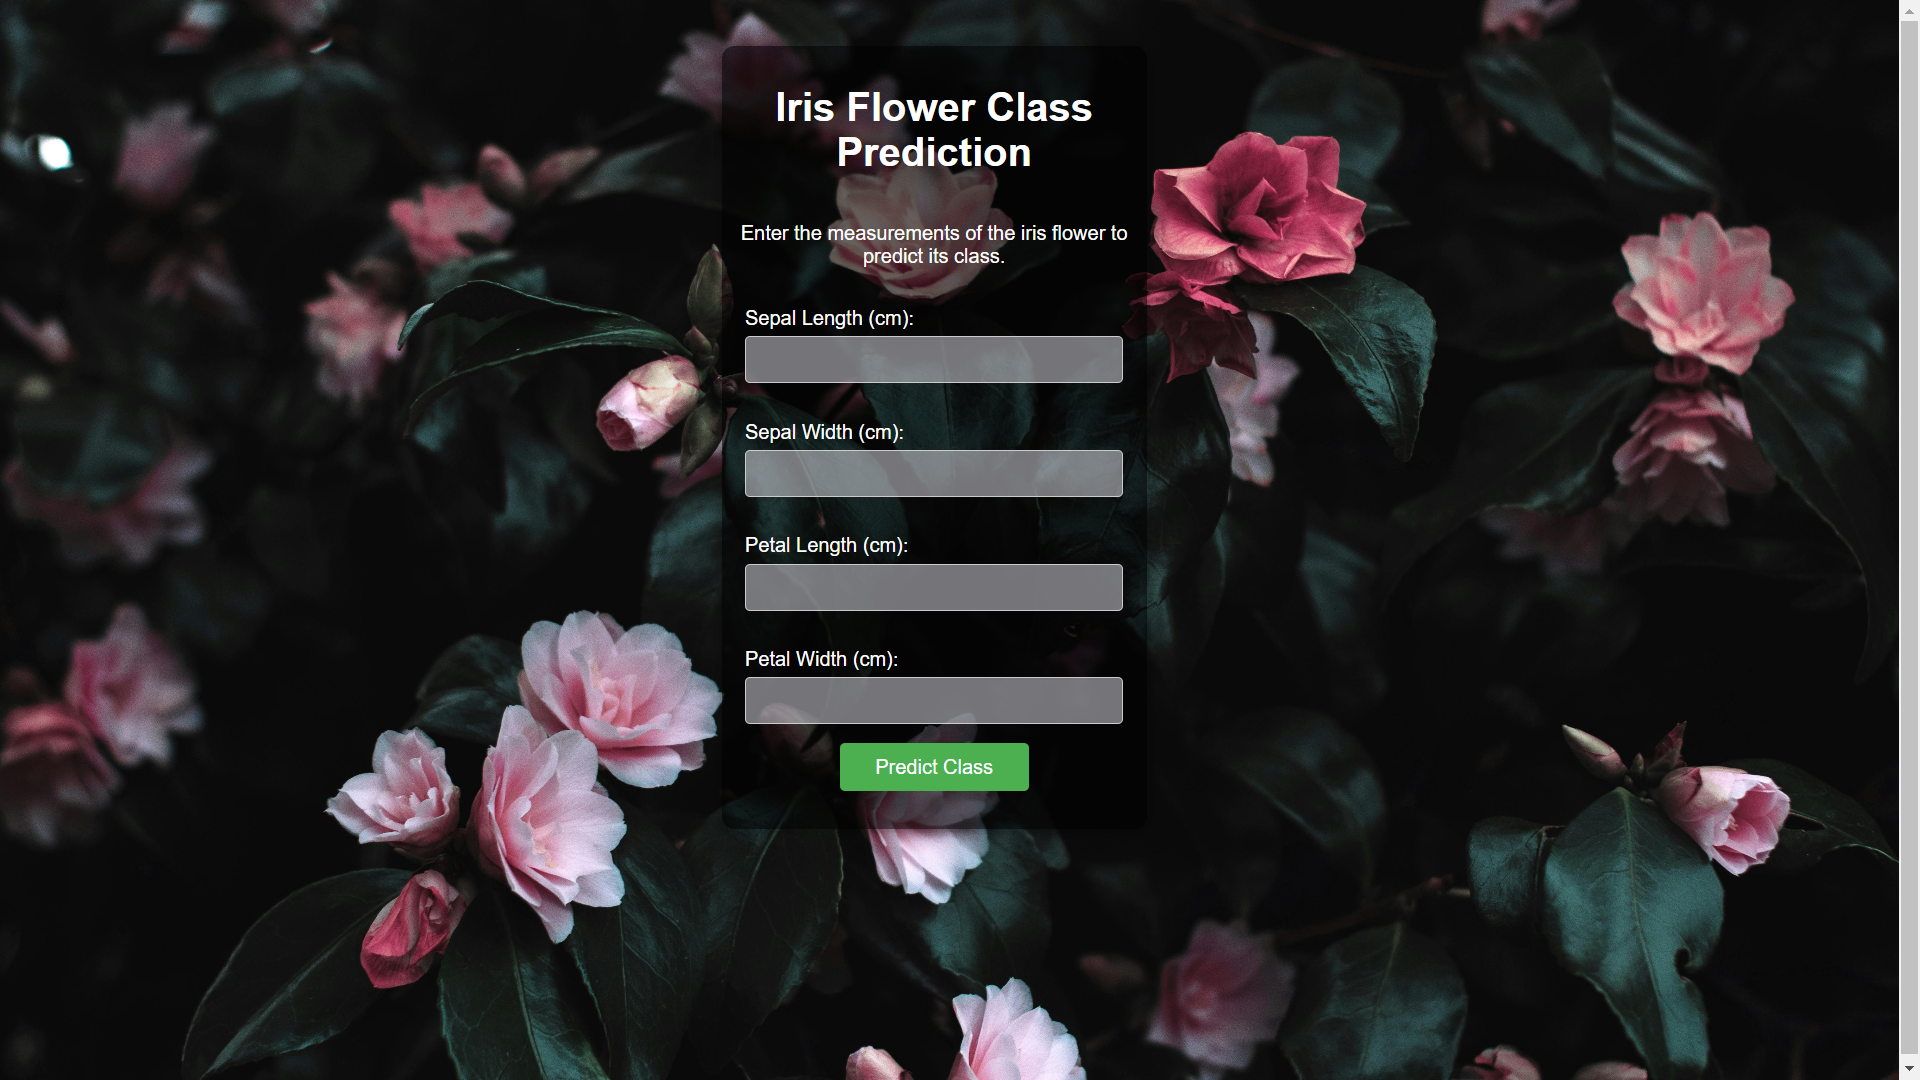 Iris Flower Class
Prediction
Enter the measurements of the iris flower to
predict its class.
Sepal Length (cm):
Sepal Width (cm):
Petal Length (cm):
Petal Width (cm):
Predict Class